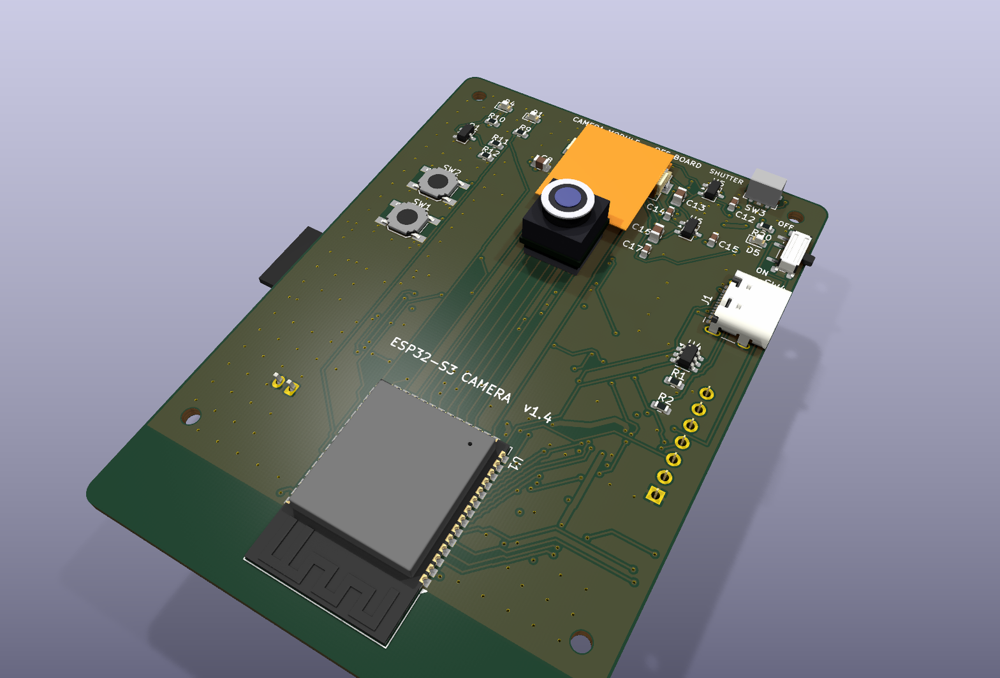 R10
R9
R11
R12
CAMERA MODULE
OFF BOARD
SHUTTER
SW2
SW1
C13
C14
SW3
C12
C16
C17
C15
D5
OFF
ON
J1
ESP32-S3 CAMERA v1.4
R1
R2
U1